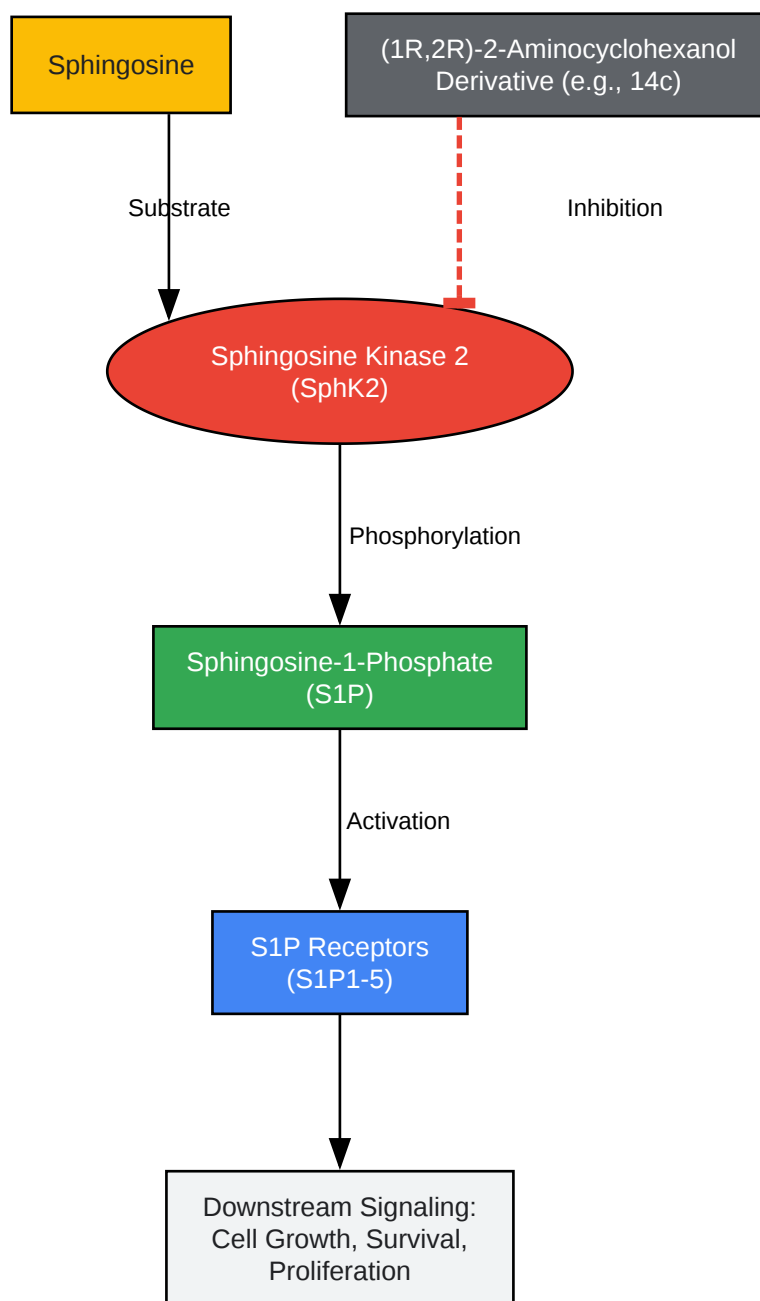 Sphingosine
(1R,2R)-2-Aminocyclohexanol
Derivative (e.g., 14c)
Substrate
Inhibition
Sphingosine Kinase 2
(SphK2)
Phosphorylation
Sphingosine-1-Phosphate
(S1P)
Activation
S1P Receptors
(S1P1-5)
Downstream Signaling:
Cell Growth, Survival,
Proliferation